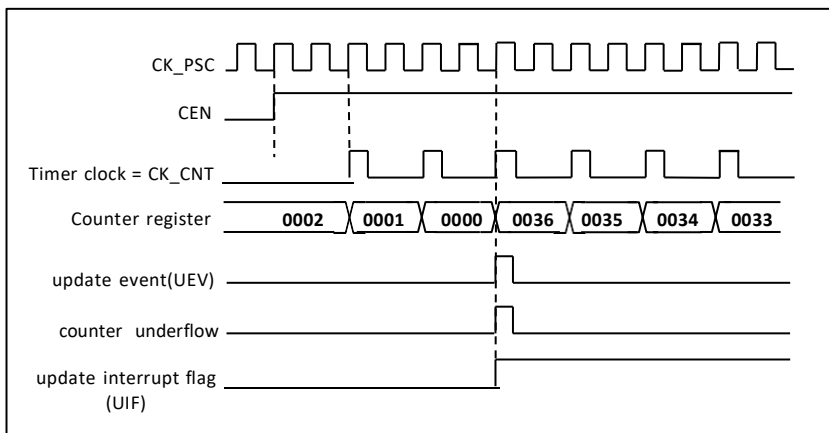 CK_PSC
CEN
Timer clock = CK_CNT
Counter register 0002 0001 0000 0036 0035 0034 0033
update event(UEV)
counter underflow
update interrupt flag
(UIF)